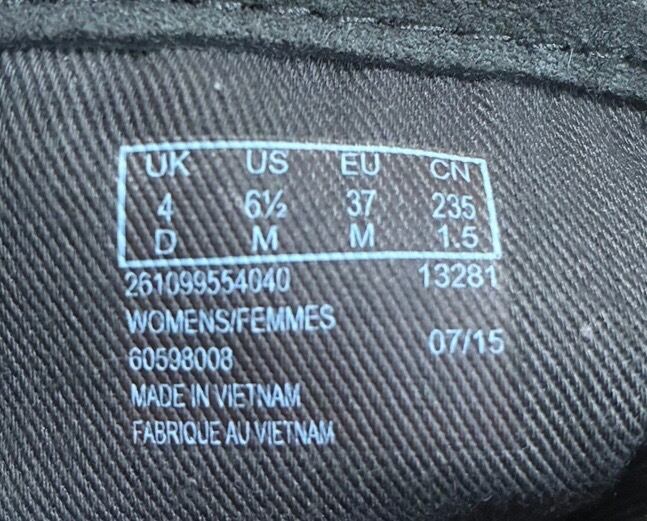 UK US EU CN
4 6½ 37 235
D M M 1.5
261099554040 13281
WOMENS/FEMMES
07/15
60598008
MADE IN VIETNAM
FABRIQUE AU VIETNAM